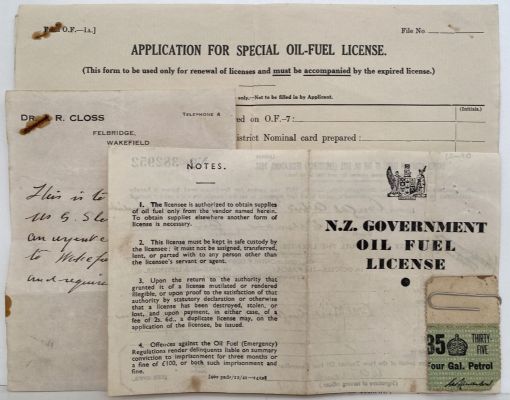 O.F.—1A.]
File No.
APPLICATION FOR SPECIAL OIL-FUEL LICENSE.
(This form to be used only for renewal of licenses and must be accompanied by the expired license.)
only.—Not to be filled in by Applicant.
(Initials.)
ed on O.F.-7:
istrict Nominal card prepared:
DR. R. CLOSS
TELEPHONE 4
FELBRIDGE,
WAKEFIELD
This is to
an urgent
to Wakef
and require
382952
NOTES.
1. The licensee is authorized to obtain supplies
of oil fuel only from the vendor named herein. To
To obtain supplies elsewhere another form of
license is necessary.
2. This license must be kept in safe custody by
the licensee: it must not be assigned, transferred,
lent, or parted with to any person other than
the licensee's servant or agent.
3. Upon the return to the authority that
granted it of a license mutilated or rendered
illegible, or upon proof to the satisfaction of that
authority by statutory declaration or otherwise
that a license has been destroyed, stolen, or
lost, and upon payment, in either case, of a
fee of 2s. 6d., a duplicate license may, on the
application of the licensee, be issued.
4. Offences against the Oil Fuel (Emergency)
Regulations render delinquents liable on summary
conviction to imprisonment for three months or
a fine of £100, or both such imprisonment and
fine.
N.Z. GOVERNMENT
OIL FUEL
LICENSE
35 THIRTY-
FIVE
Four Gal. Petrol